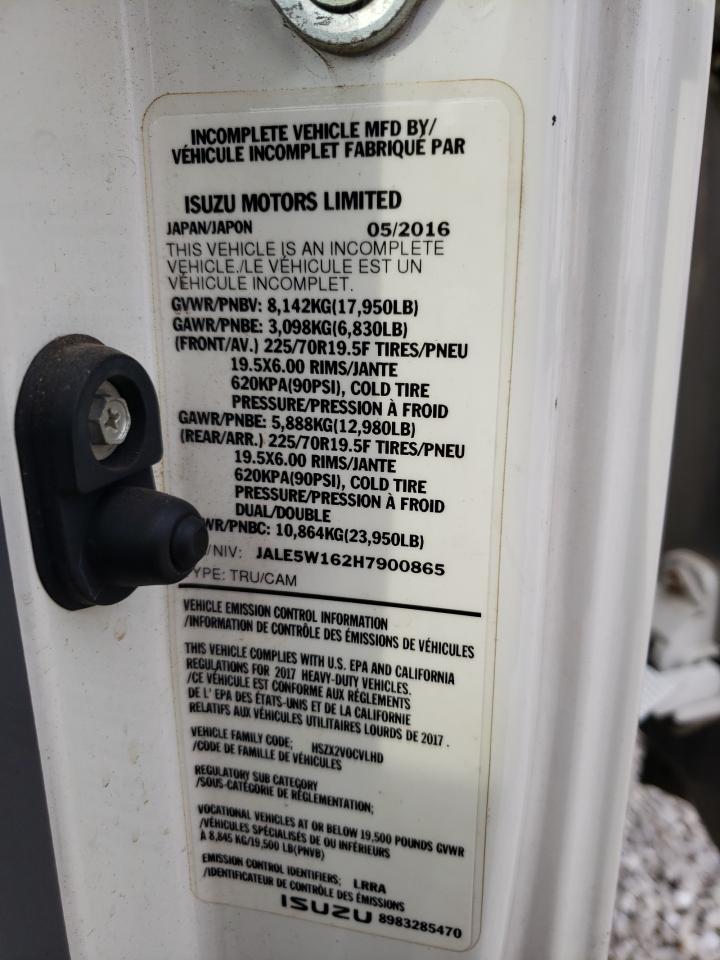 INCOMPLETE VEHICLE MFD BY/
VÉHICULE INCOMPLET FABRIQUÉ PAR
ISUZU MOTORS LIMITED
JAPAN/JAPON 05/2016
THIS VEHICLE IS AN INCOMPLETE
VEHICLE./LE VÉHICULE EST UN
VÉHICULE INCOMPLET.
GVWR/PNBV: 8,142KG(17,950LB)
GAWR/PNBE: 3,098KG(6,830LB)
(FRONT/AV.) 225/70R19.5F TIRES/PNEU
19.5X6.00 RIMS/JANTE
620KPA(90PSI), COLD TIRE
PRESSURE/PRESSION À FROID
GAWR/PNBE: 5,888KG(12,980LB)
(REAR/ARR.) 225/70R19.5F TIRES/PNEU
19.5X6.00 RIMS/JANTE
620KPA(90PSI), COLD TIRE
PRESSURE/PRESSION À FROID
DUAL/DOUBLE
WR/PNBC: 10,864KG(23,950LB)
/NIV: JALE5W162H7900865
YPE: TRU/CAM
VEHICLE EMISSION CONTROL INFORMATION
/INFORMATION DE CONTRÔLE DES ÉMISSIONS DE VÉHICULES
THIS VEHICLE COMPLIES WITH U.S. EPA AND CALIFORNIA
REGULATIONS FOR 2017 HEAVY-DUTY VEHICLES.
/CE VÉHICULE EST CONFORME AUX RÉGLEMENTS
DE L' EPA DES ÉTATS-UNIS ET DE LA CALIFORNIE
RELATIFS AUX VÉHICULES UTILITAIRES LOURDS DE 2017 .
VEHICLE FAMILY CODE; HSZX2VOCVLHD
/CODE DE FAMILLE DE VÉHICULES
REGULATORY SUB CATEGORY
/SOUS-CATÉGORIE DE RÉGLEMENTATION;
VOCATIONAL VEHICLES AT OR BELOW 19,500 POUNDS GVWR
/VÉHICULES SPÉCIALISÉS DE OU INFÉRIEURS
À 8,845 KG/19,500 LB(PNVB)
EMISSION CONTROL IDENTIFIERS; LRRA
/IDENTIFICATEUR DE CONTRÔLE DES ÉMISSIONS
ISUZU 8983285470